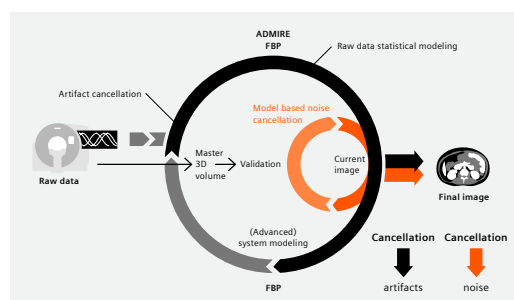 ADMIRE
FBP
Raw data statistical modeling
Artifact cancellation
Model based noise
cancellation
Master
3D
volume
Validation
Current
image
Raw data
Final image
(Advanced)
system modeling
FBP
Cancellation
artifacts
Cancellation
noise